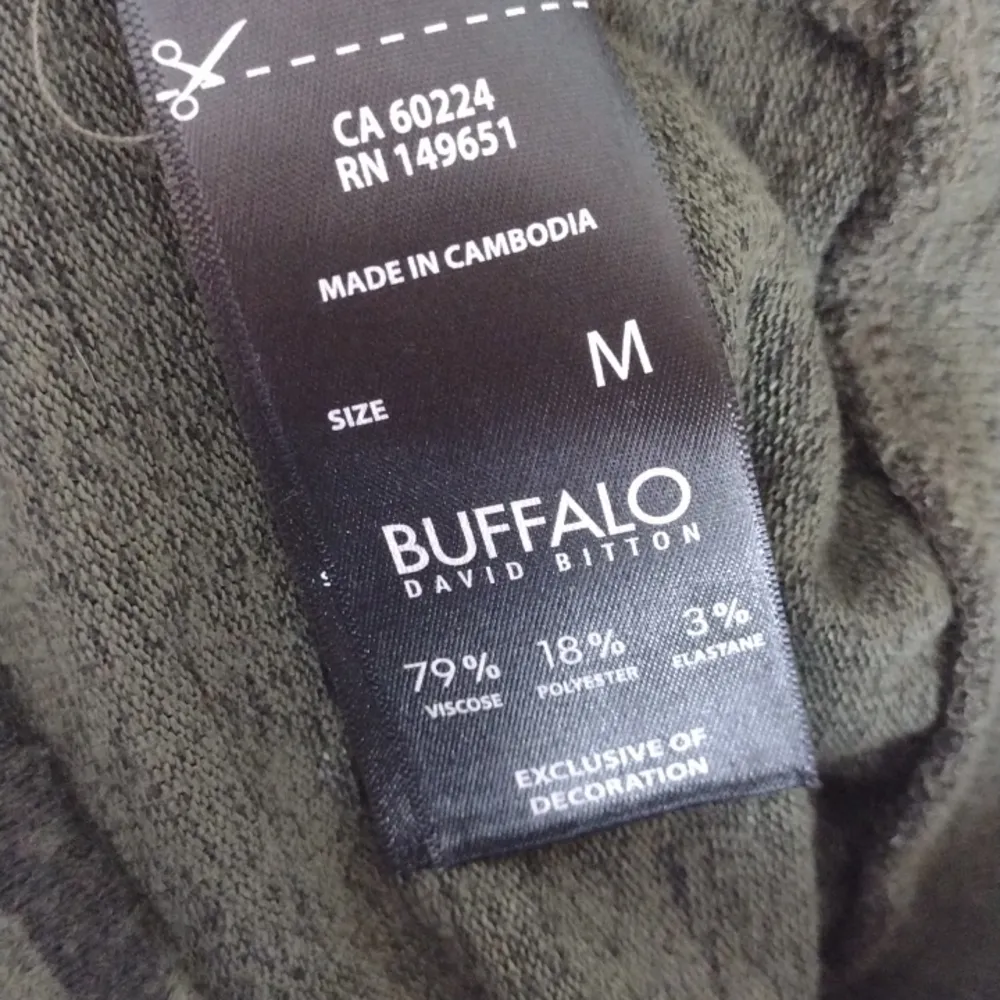 CA 60224
RN 149651
MADE IN CAMBODIA
M
SIZE
BUFFALO
DAVID BITTON
79% 18% 3%
VISCOSE POLYESTER ELASTANE
EXCLUSIVE OF
DECORATION